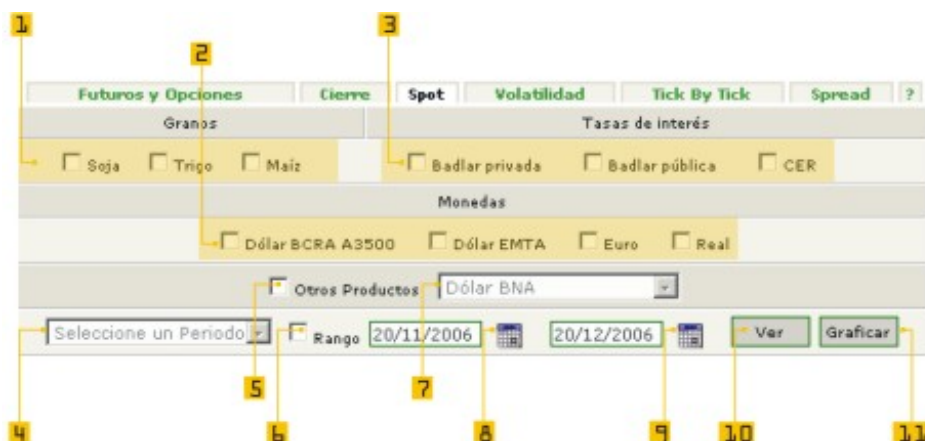 1 3
2
Futuros y Opciones Cierre Spot Volatilidad Tick By Tick Spread ?
Granos Tasas de interés
Soja Trigo Maíz Badlar privada Badlar pública CER
Monedas
Dólar BCRA A3500 Dólar EMTA Euro Real
Otros Productos Dólar BNA
Seleccione un Periodo Rango 20/11/2006 20/12/2006 Ver Graficar
5 7
4 6 8 9 10 11